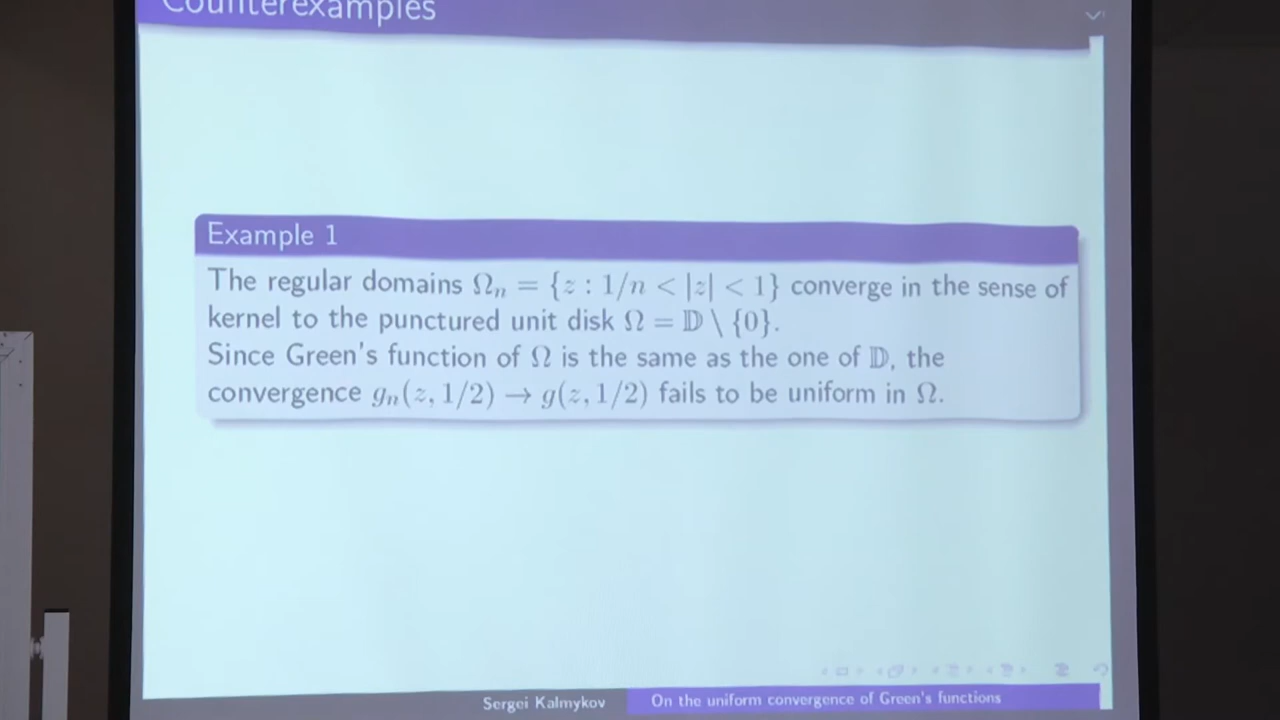 Counterexamples
Example 1
The regular domains Ωₙ = {z : 1/n < |z| < 1} converge in the sense of
kernel to the punctured unit disk Ω = 𝔻 \ {0}.
Since Green's function of Ω is the same as the one of 𝔻, the
convergence gₙ(z, 1/2) → g(z, 1/2) fails to be uniform in Ω.
Sergei Kalmykov
On the uniform convergence of Green's functions